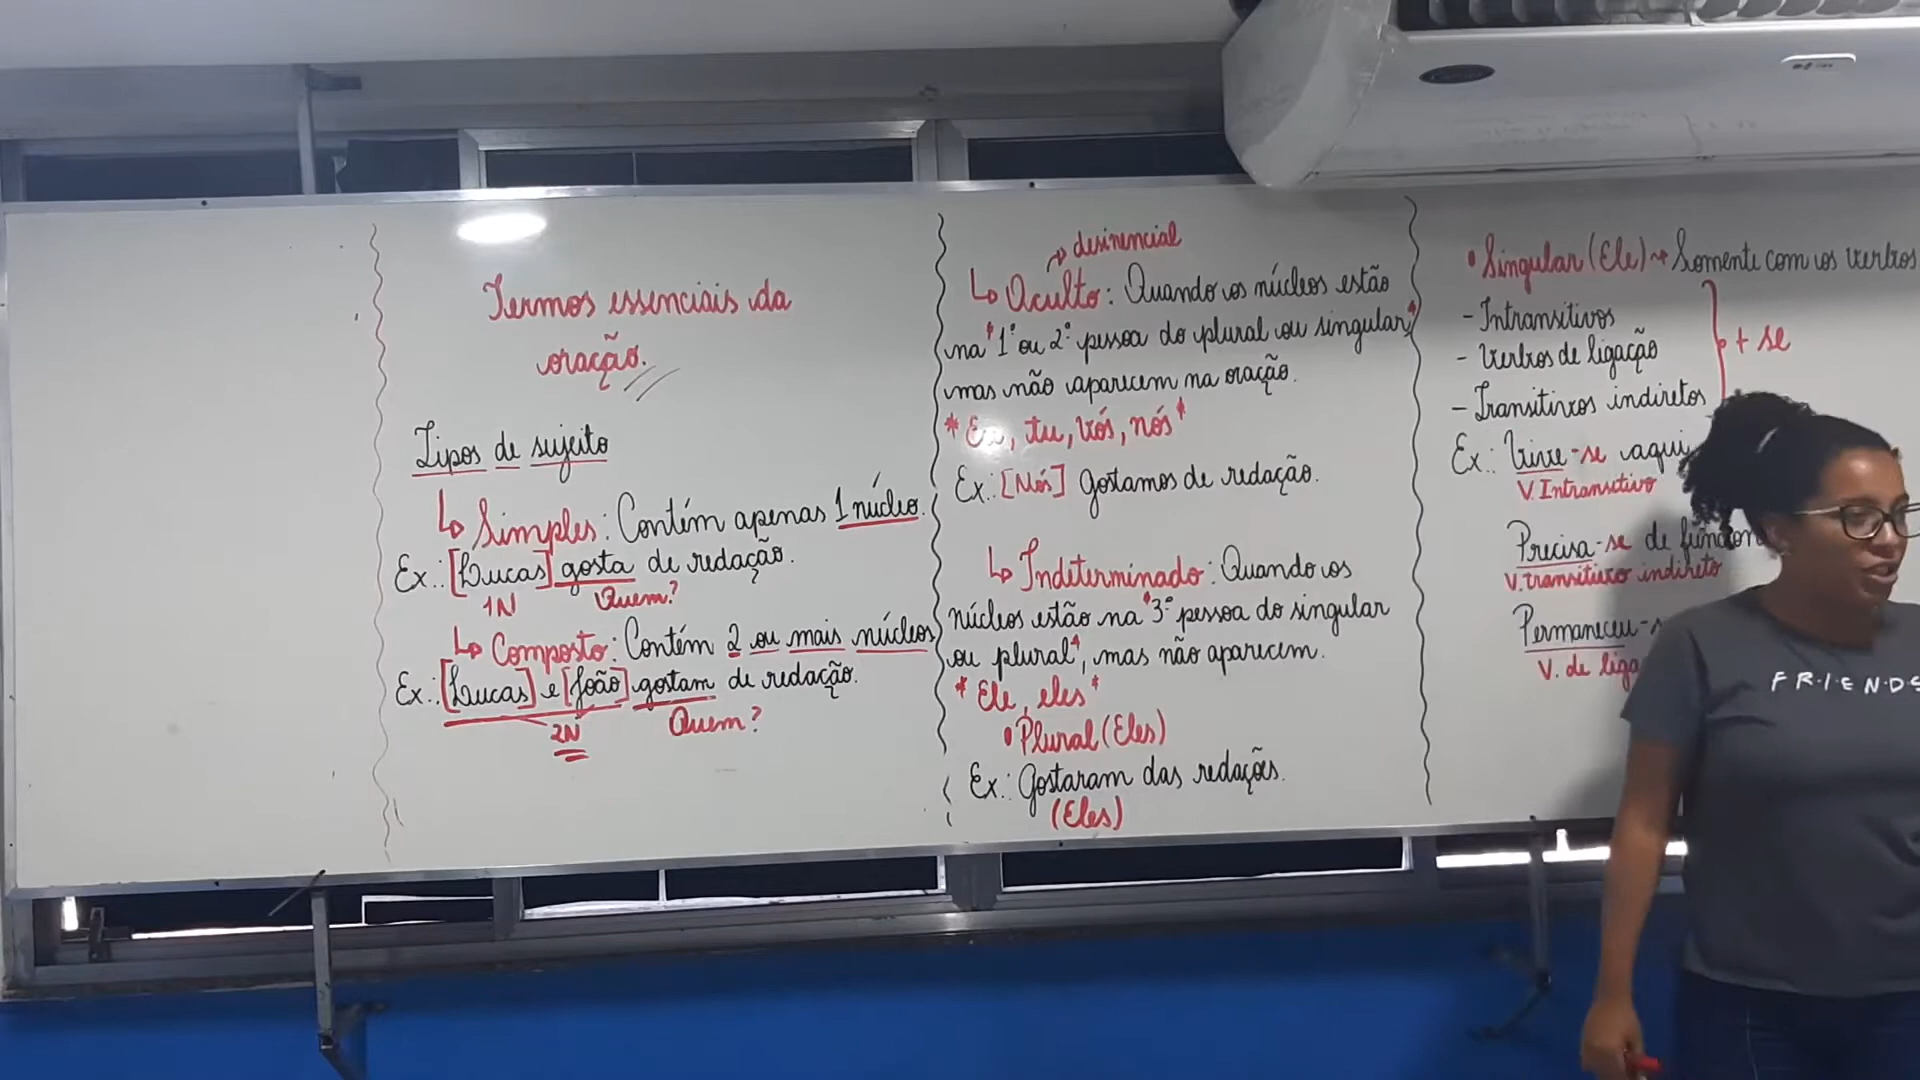 Termos essenciais da
oração.
Tipos de sujeito
↳ Simples: Contém apenas 1 núcleo.
Ex.: [Lucas] gosta de redação.
1N Quem?
↳ Composto: Contém 2 ou mais núcleos
Ex.: [Lucas] e [João] gostam de redação.
2N Quem?
→ desinencial
↳ Oculto: Quando os núcleos estão
na *1ª ou 2ª pessoa do plural ou singular,*
mas não aparecem na oração.
* Eu, tu, vós, nós *
Ex.: [Nós] Gostamos de redação.
↳ Indeterminado: Quando os
núcleos estão na *3ª pessoa do singular
ou plural*, mas não aparecem.
* Ele, eles *
• Plural (Eles)
Ex.: Gostaram das redações.
(Eles)
• Singular (Ele) → Somente com os verbos
- Intransitivos
- Verbos de ligação
- Transitivos indiretos
+ se
Ex.: Vive-se aqui
V. Intransitivo
Precisa-se de
V. transitivo indireto
Permaneceu-
V. de
F·R·I·E·N·D·S